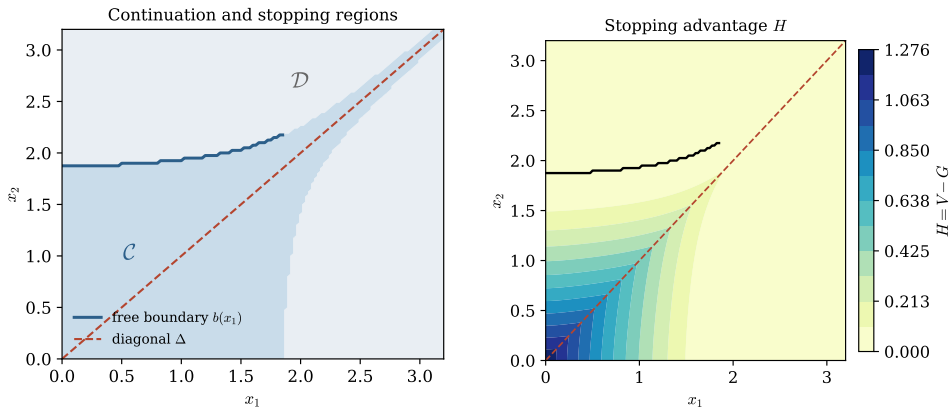 Continuation and stopping regions
3.0
2.5
2.0
1.5
1.0
0.5
0.0
x₂
𝒟
𝒞
free boundary b(x₁)
diagonal Δ
0.0 0.5 1.0 1.5 2.0 2.5 3.0
x₁
Stopping advantage H
3.0
2.5
2.0
1.5
1.0
0.5
0.0
x₂
0 1 2 3
x₁
1.276
1.063
0.850
0.638
0.425
0.213
0.000
H = V − G